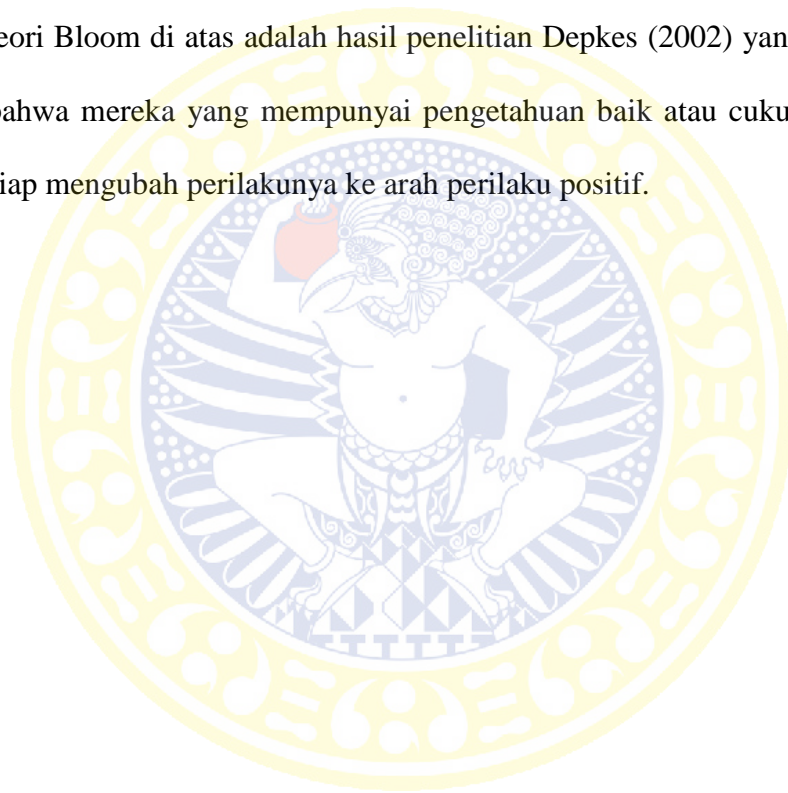 eori Bloom di atas adalah hasil penelitian Depkes (2002) yan
bahwa mereka yang mempunyai pengetahuan baik atau cuku
iap mengubah perilakunya ke arah perilaku positif.